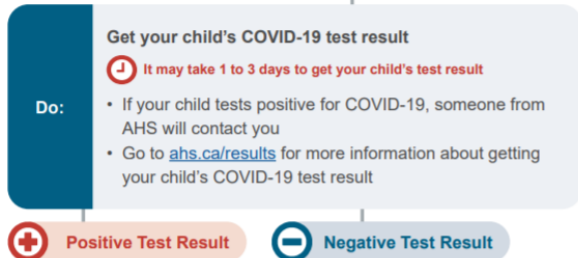 Get your child's COVID-19 test result
It may take 1 to 3 days to get your child's test result
Do:
• If your child tests positive for COVID-19, someone from
AHS will contact you
• Go to ahs.ca/results for more information about getting
your child's COVID-19 test result
Positive Test Result
Negative Test Result